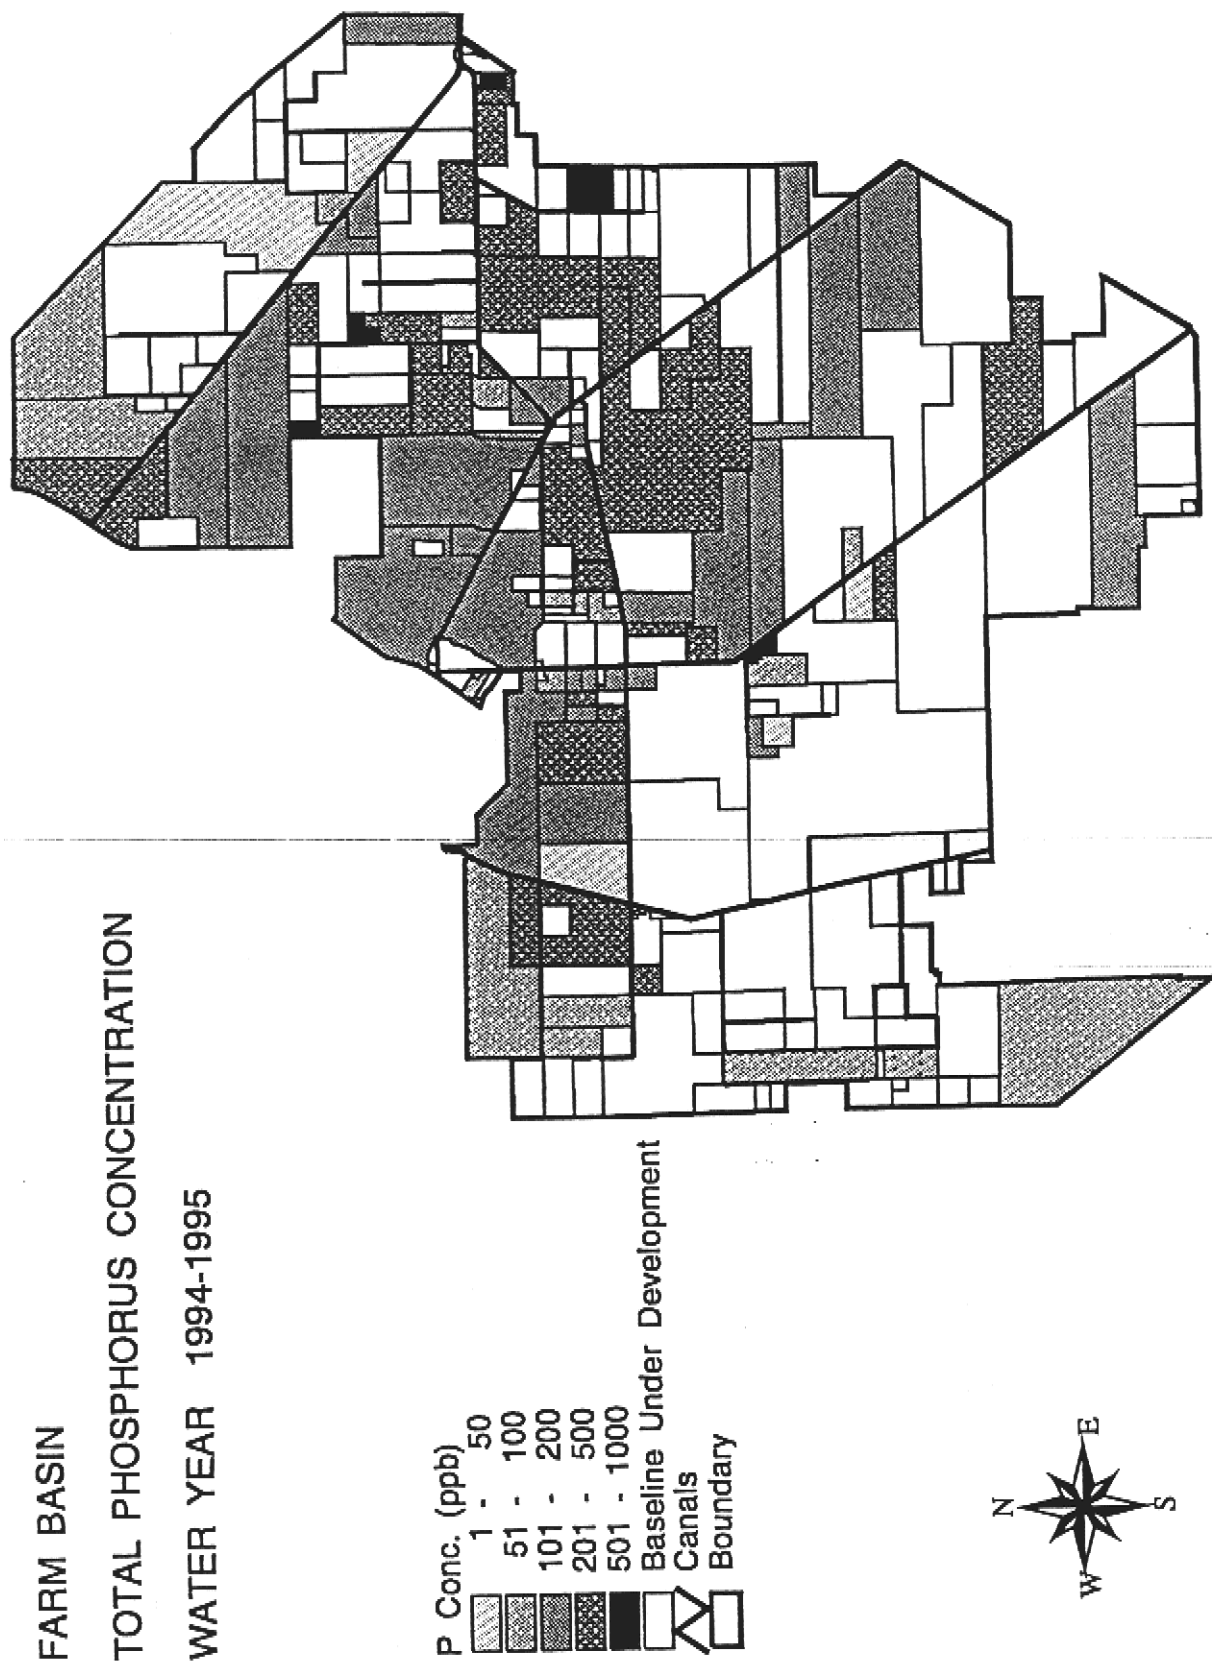 FARM BASIN
TOTAL PHOSPHORUS CONCENTRATION
WATER YEAR 1994-1995
P Conc. (ppb)
1 - 50
51 - 100
101 - 200
201 - 500
501 - 1000
Baseline Under Development
Canals
Boundary
N
W E
S